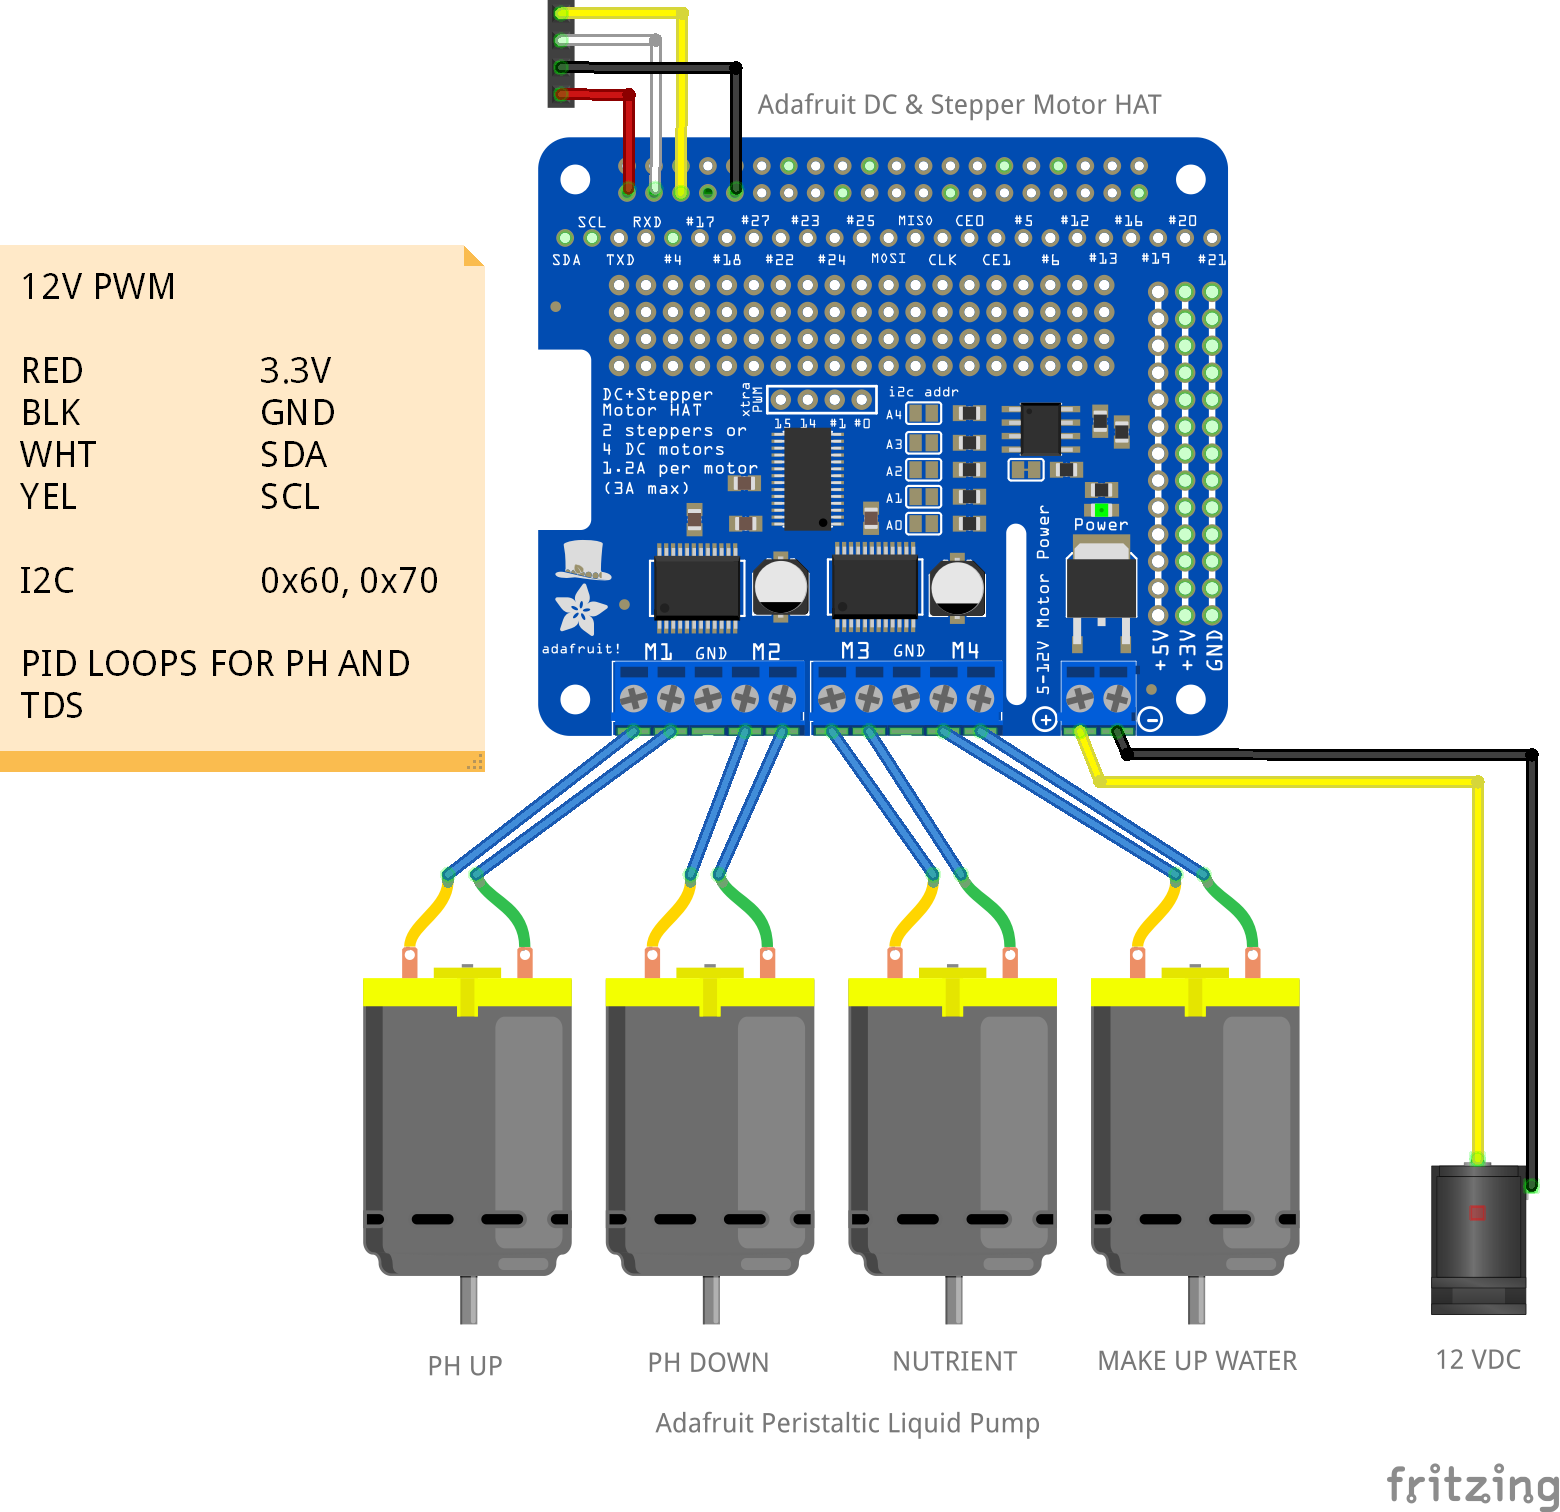 Adafruit DC & Stepper Motor HAT
12V PWM
RED 3.3V
BLK GND
WHT SDA
YEL SCL
I2C 0x60, 0x70
PID LOOPS FOR PH AND
TDS
SCL RXD #17 #27 #23 #25 MISO CE0 #5 #12 #16 #20
SDA TXD #4 #18 #22 #24 MOSI CLK CE1 #6 #13 #19 #21
DC+Stepper
Motor HAT
2 steppers or
4 DC motors
1.2A per motor
(3A max)
xtra
PWM
15 14 #1 #0
i2c addr
A4
A3
A2
A1
A0
Power
5-12V Motor Power
+5V
+3V
GND
adafruit!
M1 GND M2 M3 GND M4
+ -
PH UP
PH DOWN
NUTRIENT
MAKE UP WATER
12 VDC
Adafruit Peristaltic Liquid Pump
fritzing